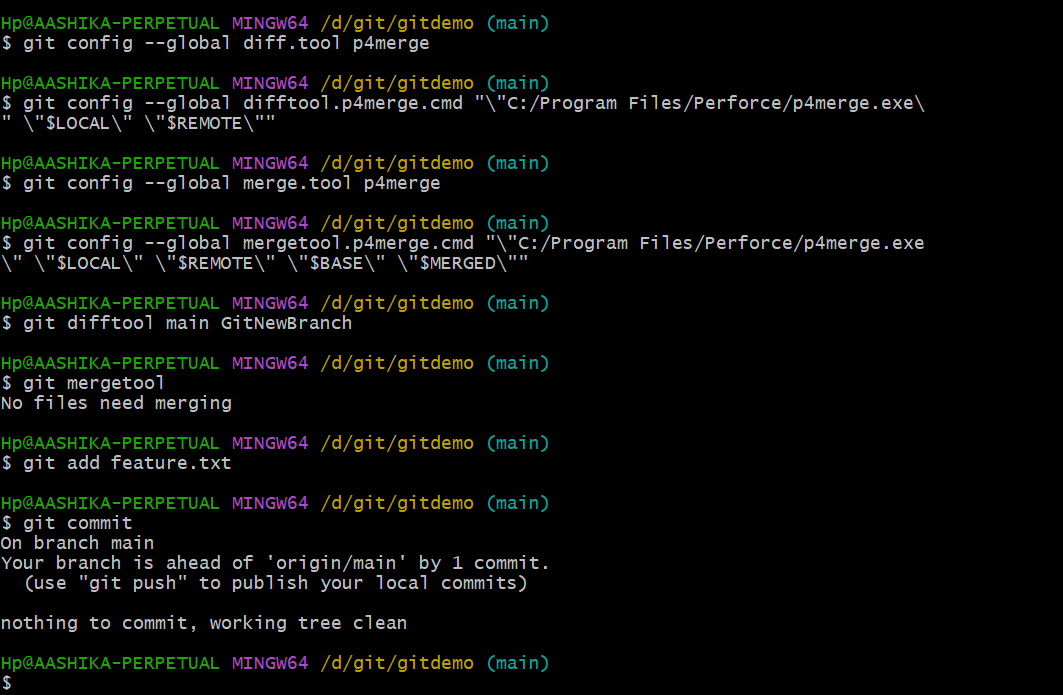 Hp@AASHIKA-PERPETUAL MINGW64 /d/git/gitdemo (main)
$ git config --global diff.tool p4merge
Hp@AASHIKA-PERPETUAL MINGW64 /d/git/gitdemo (main)
$ git config --global difftool.p4merge.cmd "\"C:/Program Files/Perforce/p4merge.exe\
" \"$LOCAL\" \"$REMOTE\""
Hp@AASHIKA-PERPETUAL MINGW64 /d/git/gitdemo (main)
$ git config --global merge.tool p4merge
Hp@AASHIKA-PERPETUAL MINGW64 /d/git/gitdemo (main)
$ git config --global mergetool.p4merge.cmd "\"C:/Program Files/Perforce/p4merge.exe
\" \"$LOCAL\" \"$REMOTE\" \"$BASE\" \"$MERGED\""
Hp@AASHIKA-PERPETUAL MINGW64 /d/git/gitdemo (main)
$ git difftool main GitNewBranch
Hp@AASHIKA-PERPETUAL MINGW64 /d/git/gitdemo (main)
$ git mergetool
No files need merging
Hp@AASHIKA-PERPETUAL MINGW64 /d/git/gitdemo (main)
$ git add feature.txt
Hp@AASHIKA-PERPETUAL MINGW64 /d/git/gitdemo (main)
$ git commit
On branch main
Your branch is ahead of 'origin/main' by 1 commit.
  (use "git push" to publish your local commits)
nothing to commit, working tree clean
Hp@AASHIKA-PERPETUAL MINGW64 /d/git/gitdemo (main)
$